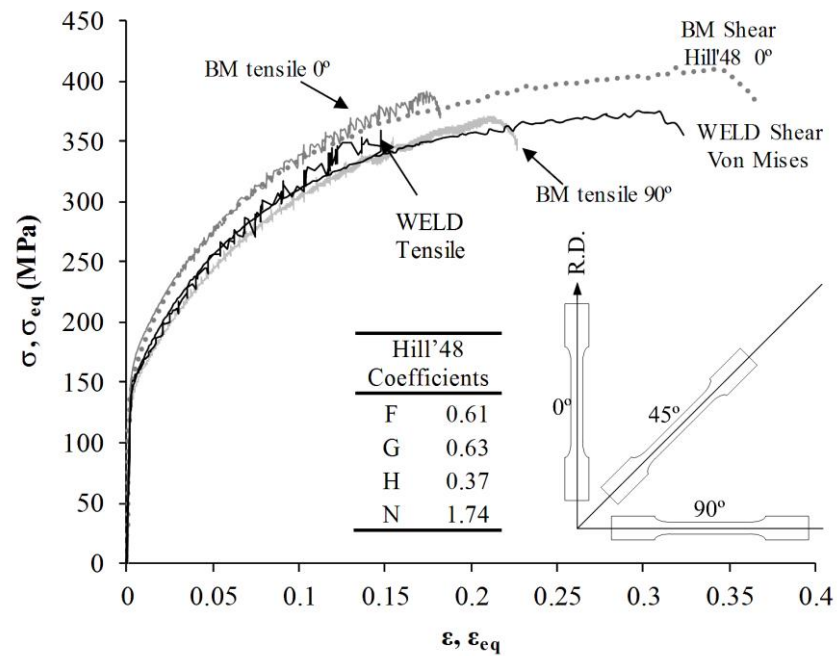 450
400
350
300
250
200
150
100
50
0
σ, σeq (MPa)
0
0.05
0.1
0.15
0.2
0.25
0.3
0.35
0.4
ε, εeq
BM tensile 0º
BM Shear
Hill'48 0º
WELD Shear
Von Mises
BM tensile 90º
WELD
Tensile
Hill’48
Coefficients
F 0.61
G 0.63
H 0.37
N 1.74
R.D.
0º
45º
90º